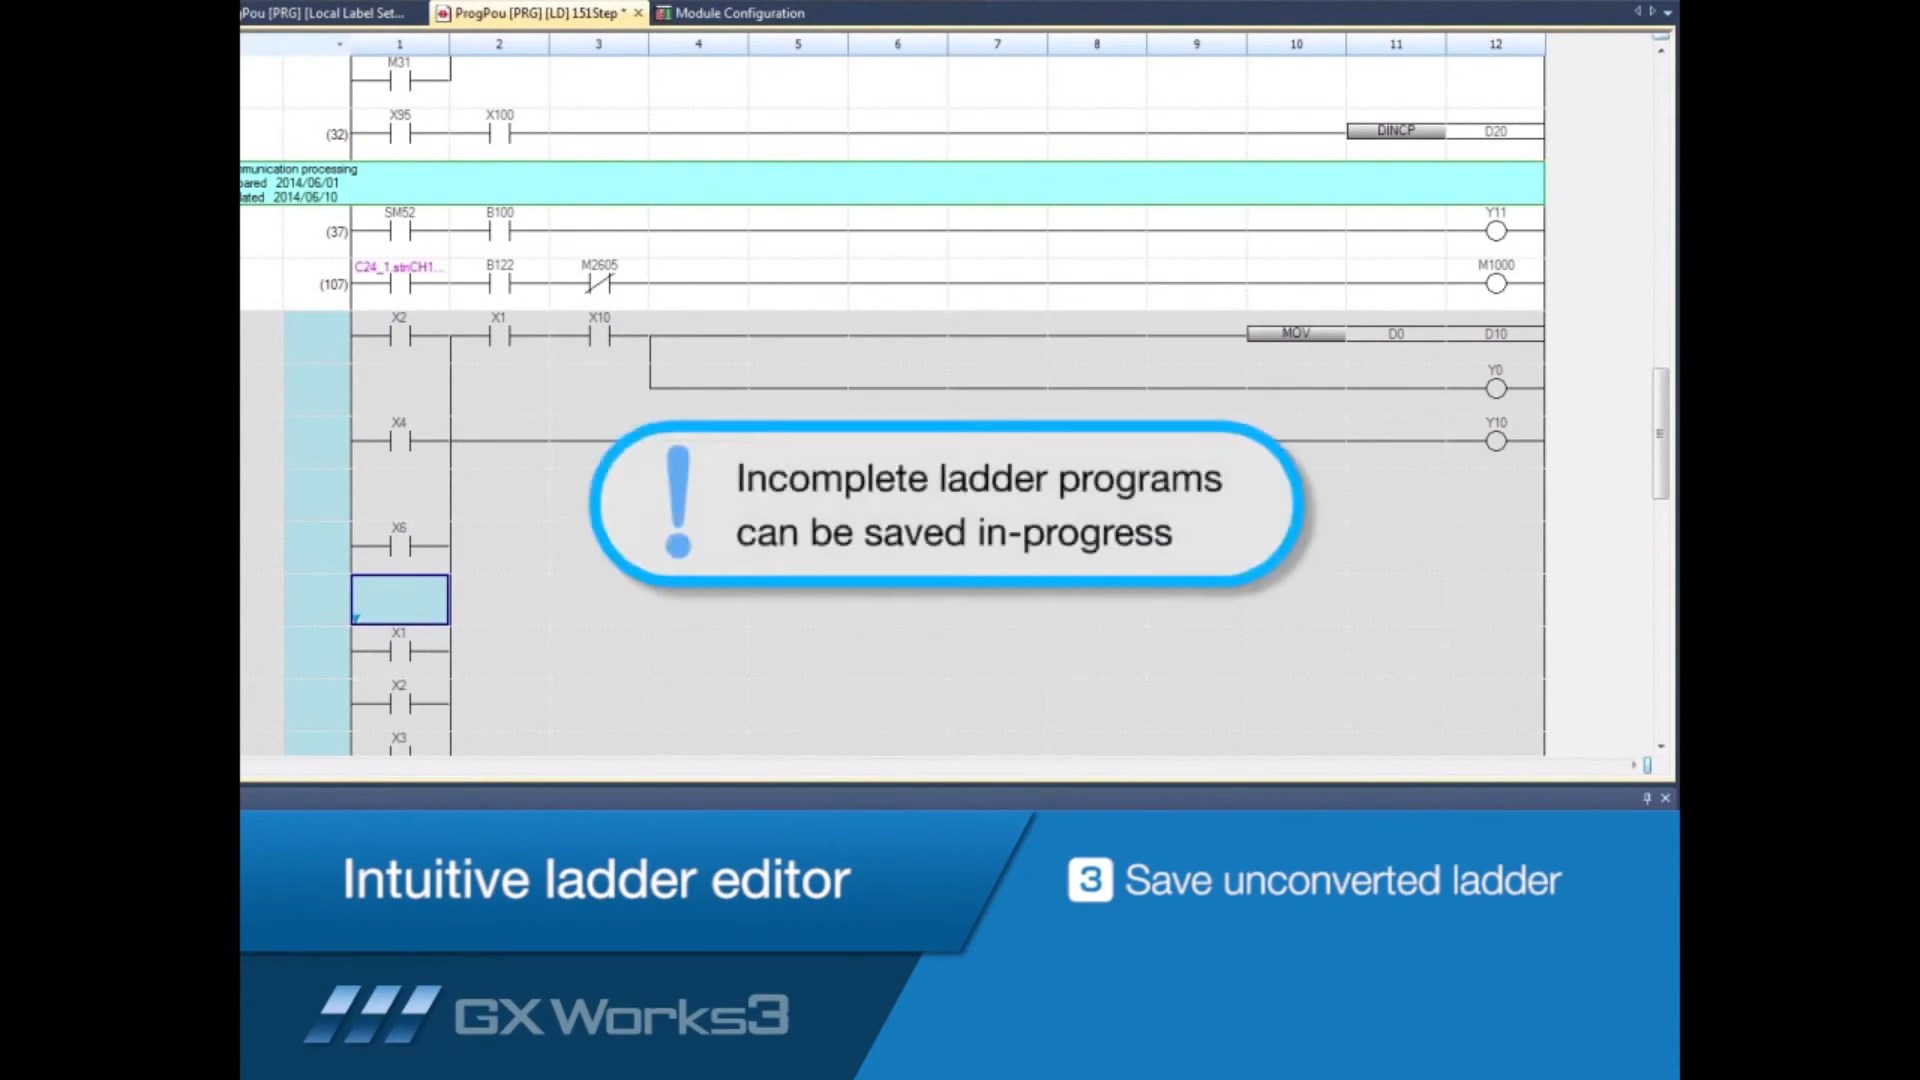 gPou [PRG] [Local Label Set...
ProgPou [PRG] [LD] 151Step *
Module Configuration
1 2 3 4 5 6 7 8 9 10 11 12
M31
X95 X100
(32) DINCP D20
mmunication processing
pared 2014/06/01
dated 2014/06/10
SM52 B100 Y11
(37)
C24_1.stnCH1... B122 M2605 M1000
(107)
X2 X1 X10
MOV D0 D10
Y0
X4 Y10
Incomplete ladder programs
can be saved in-progress
X6
X1
X2
X3
Intuitive ladder editor
3 Save unconverted ladder
GX Works3